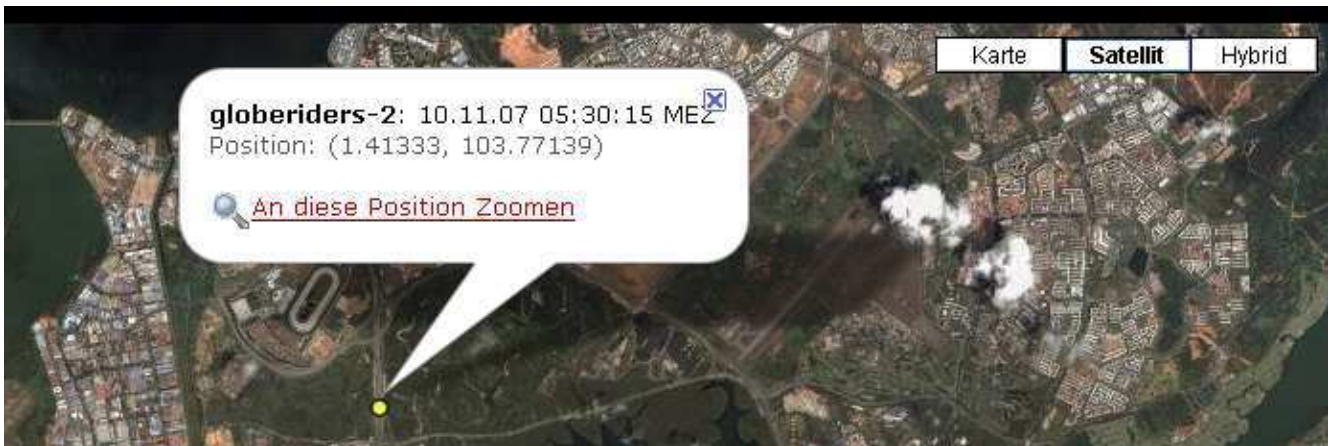 Karte Satellit Hybrid
globeriders-2: 10.11.07 05:30:15 MEZ
Position: (1.41333, 103.77139)
An diese Position Zoomen